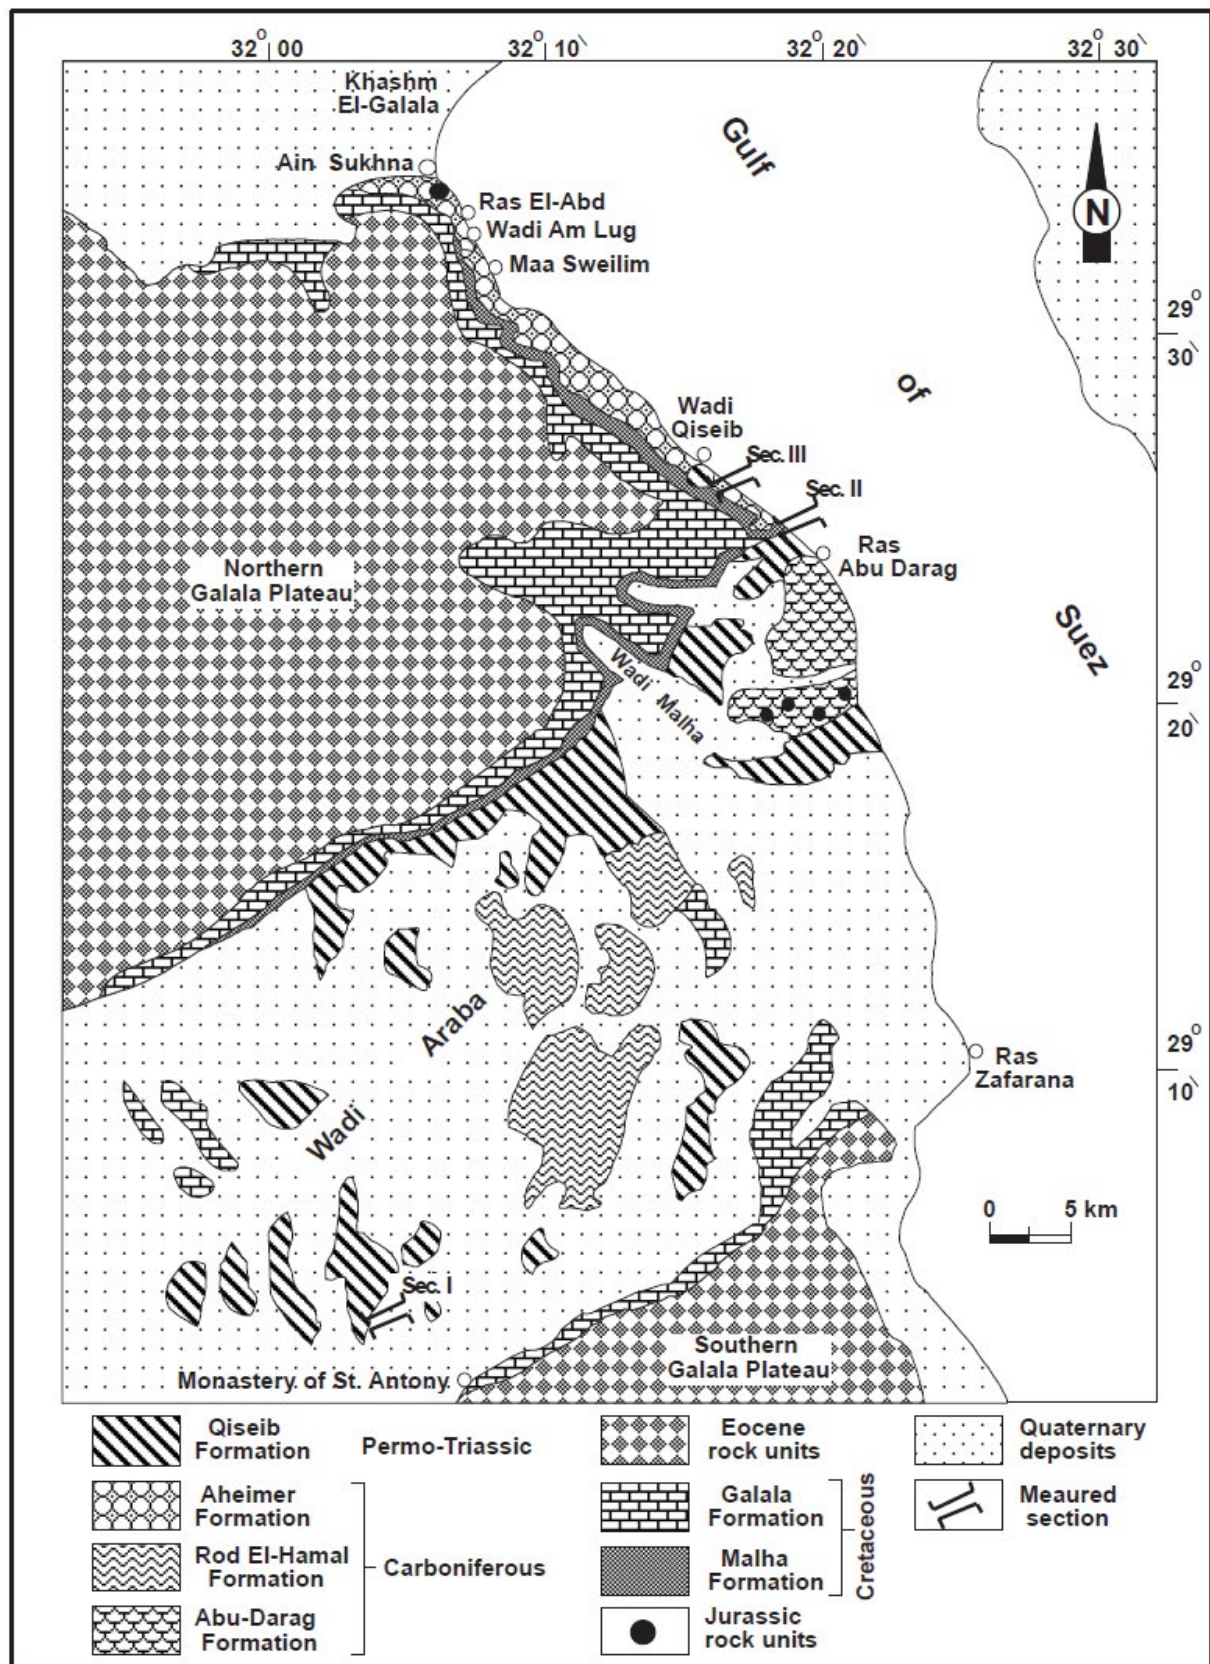 32° 00
32° 10\
32° 20\
32° 30\
Khashm
El-Galala
Gulf
Ain Sukhna
Ras El-Abd
Wadi Am Lug
Maa Sweilim
N
29°
30\
of
Wadi
Qiseib
Sec. III
Sec. II
Ras
Abu Darag
Northern
Galala Plateau
Suez
Wadi Malha
29°
20\
Araba
Ras
Zafarana
29°
10\
Wadi
0 5 km
Sec. I
Southern
Galala Plateau
Monastery of St. Antony
Qiseib
Formation
Permo-Triassic
Aheimer
Formation
Rod El-Hamal
Formation
Carboniferous
Abu-Darag
Formation
Eocene
rock units
Galala
Formation
Malha
Formation
Cretaceous
Jurassic
rock units
Quaternary
deposits
Meaured
section